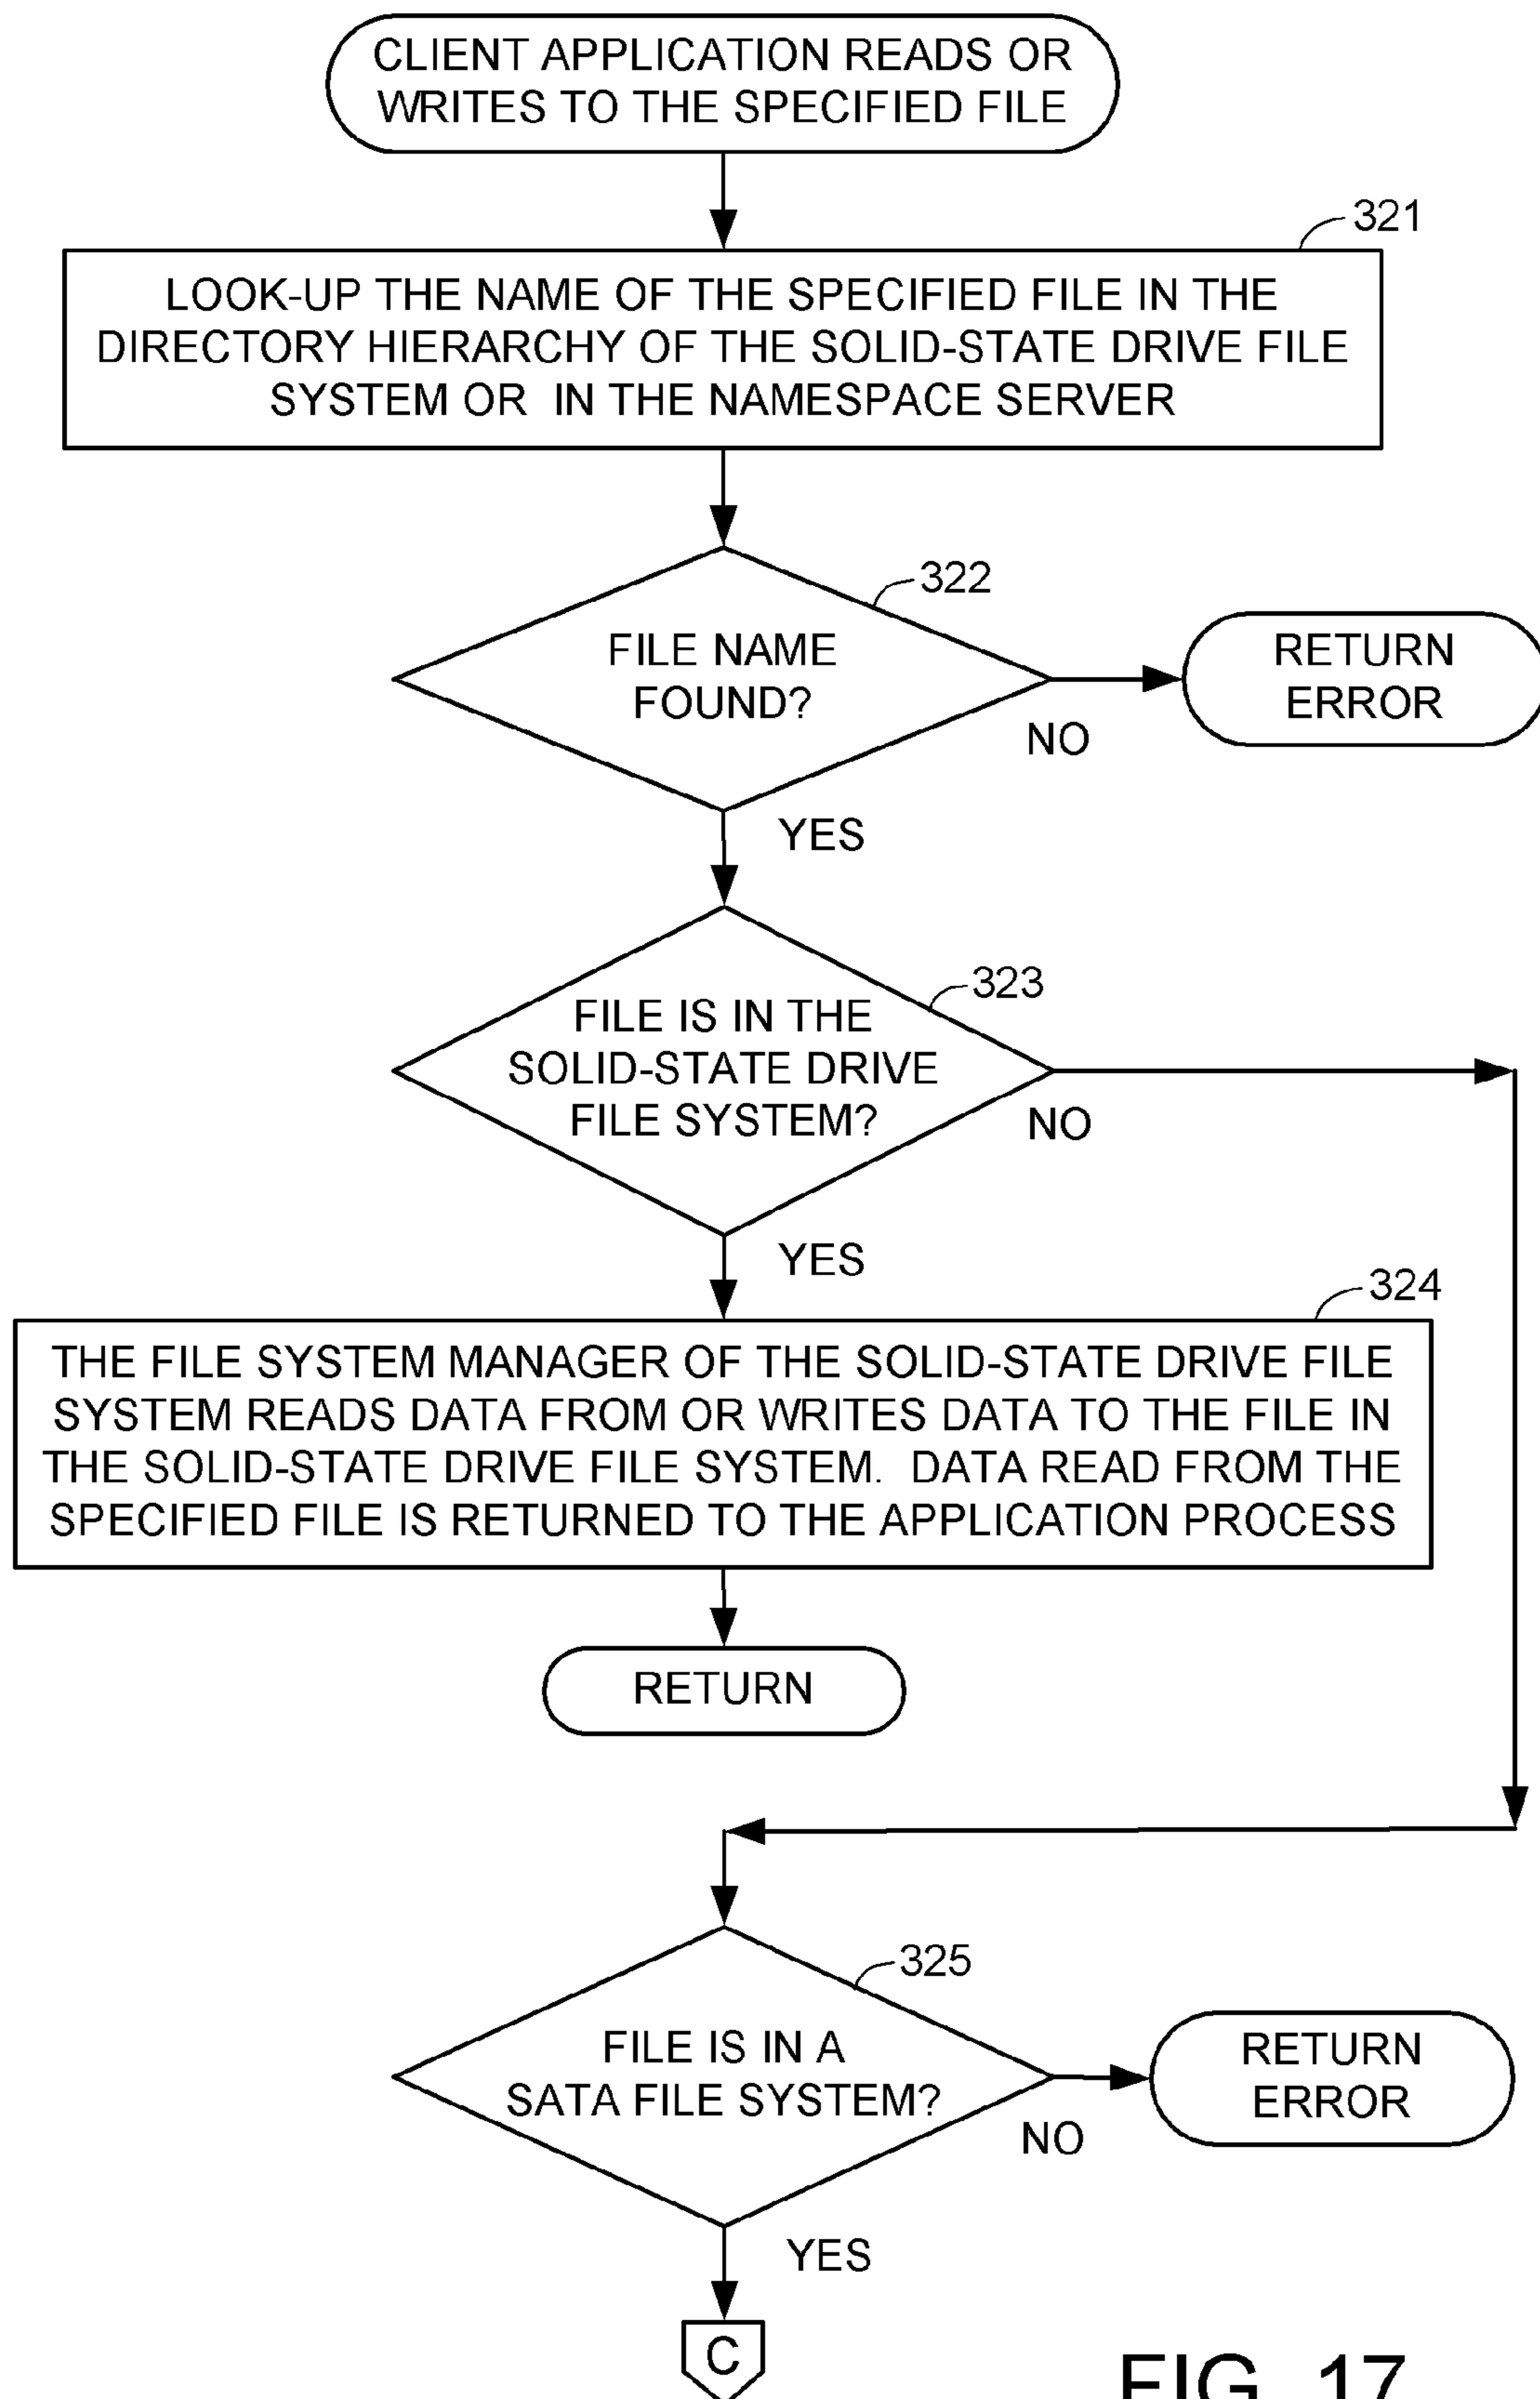 CLIENT APPLICATION READS OR
WRITES TO THE SPECIFIED FILE
321
LOOK-UP THE NAME OF THE SPECIFIED FILE IN THE
DIRECTORY HIERARCHY OF THE SOLID-STATE DRIVE FILE
SYSTEM OR IN THE NAMESPACE SERVER
322
FILE NAME
FOUND?
RETURN
ERROR
NO
YES
323
FILE IS IN THE
SOLID-STATE DRIVE
FILE SYSTEM?
NO
YES
324
THE FILE SYSTEM MANAGER OF THE SOLID-STATE DRIVE FILE
SYSTEM READS DATA FROM OR WRITES DATA TO THE FILE IN
THE SOLID-STATE DRIVE FILE SYSTEM. DATA READ FROM THE
SPECIFIED FILE IS RETURNED TO THE APPLICATION PROCESS
RETURN
325
FILE IS IN A
SATA FILE SYSTEM?
RETURN
ERROR
NO
YES
C
FIG. 17